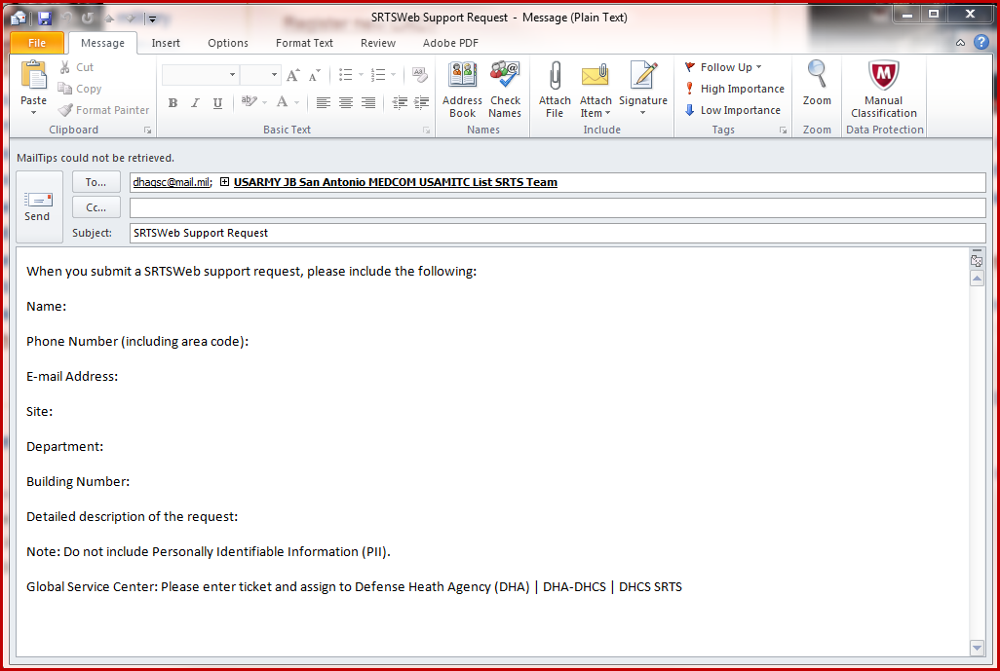 SRTSWeb Support Request - Message (Plain Text)
File Message Insert Options Format Text Review Adobe PDF
Paste
Cut
Copy
Format Painter
Clipboard
B I U
Basic Text
Address Book
Check Names
Names
Attach File
Attach Item
Signature
Include
Follow Up
High Importance
Low Importance
Tags
Zoom
Zoom
Manual Classification
Data Protection
MailTips could not be retrieved.
Send
To... dhagsc@mail.mil; USARMY JB San Antonio MEDCOM USAMITC List SRTS Team
Cc...
Subject: SRTSWeb Support Request
When you submit a SRTSWeb support request, please include the following:
Name:
Phone Number (including area code):
E-mail Address:
Site:
Department:
Building Number:
Detailed description of the request:
Note: Do not include Personally Identifiable Information (PII).
Global Service Center: Please enter ticket and assign to Defense Heath Agency (DHA) | DHA-DHCS | DHCS SRTS